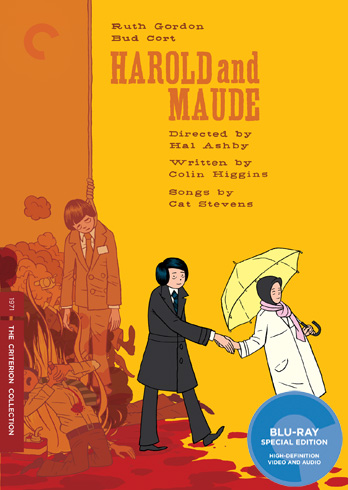 Ruth Gordon
Bud Cort
HAROLD and
MAUDE
Directed by
Hal Ashby
Written by
Colin Higgins
Songs by
Cat Stevens
1971
THE CRITERION COLLECTION
BLU-RAY
SPECIAL EDITION
HIGH-DEFINITION
VIDEO AND AUDIO